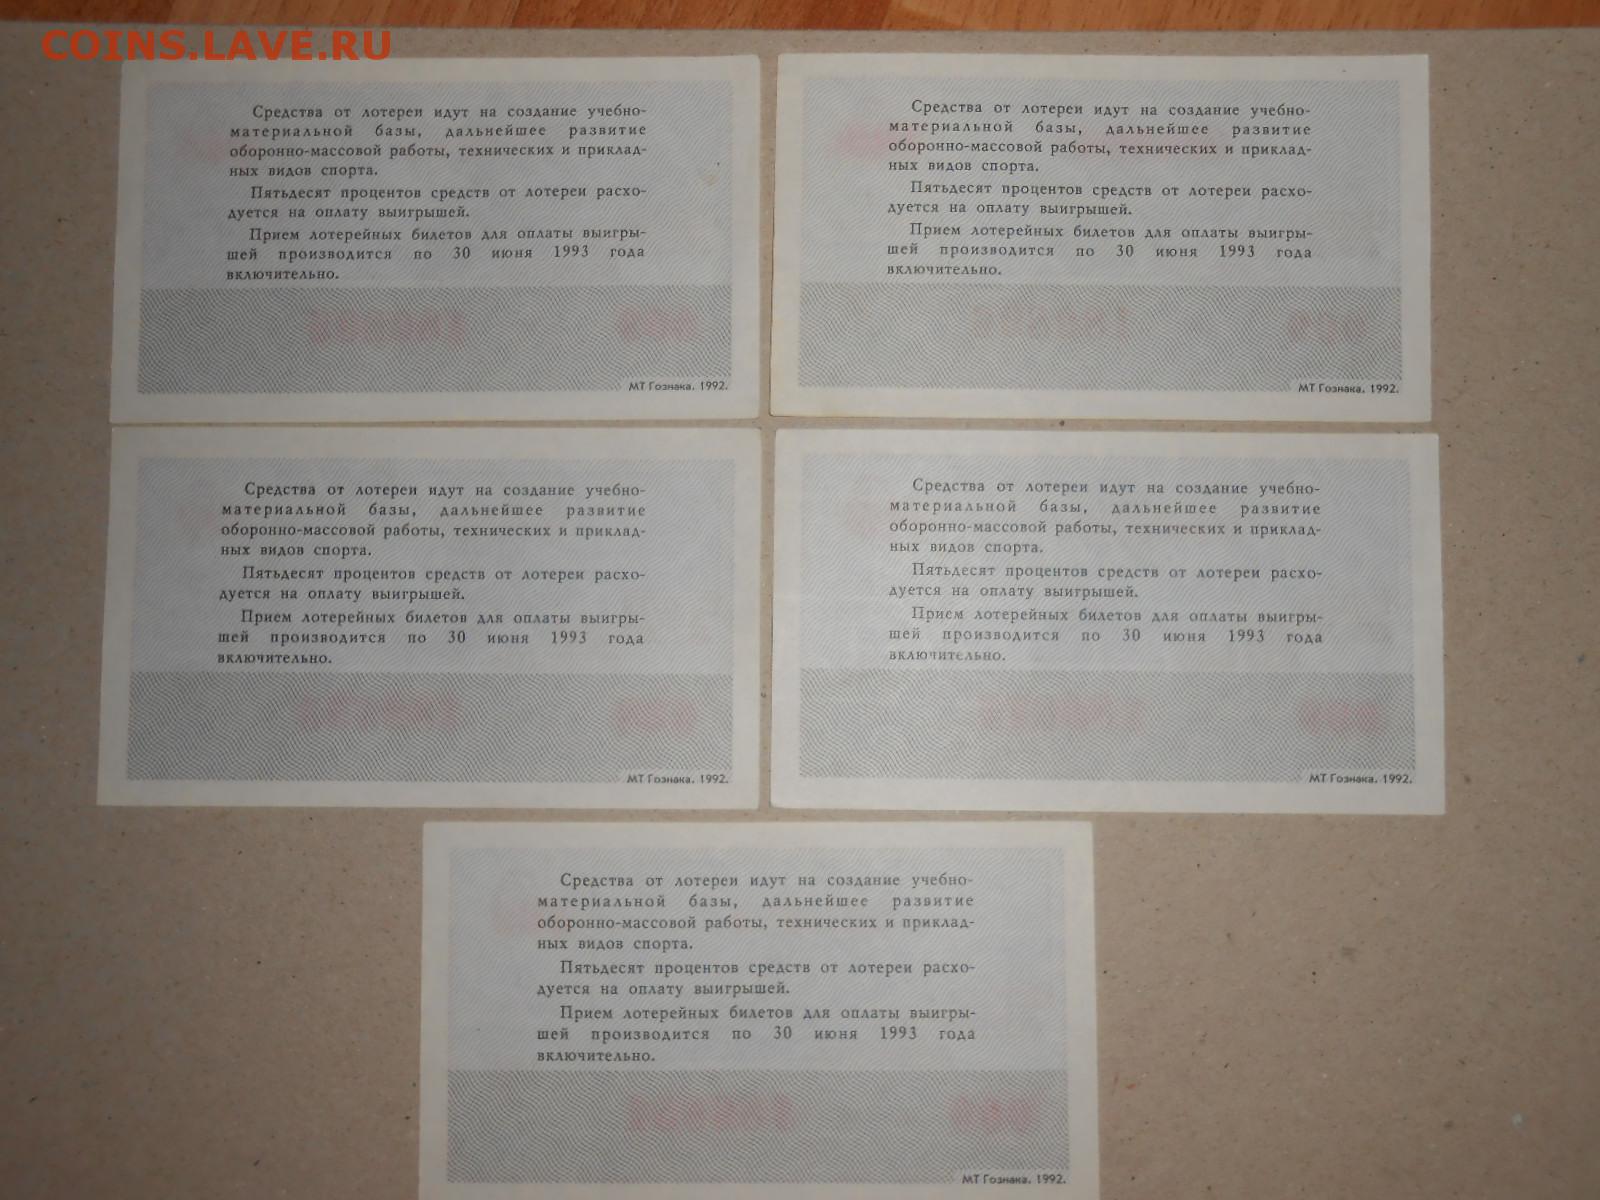 COINS.LAVE.RU
Средства от лотереи идут на создание учебно-
материальной базы, дальнейшее развитие
оборонно-массовой работы, технических и приклад-
ных видов спорта.
Пятьдесят процентов средств от лотереи расхо-
дуется на оплату выигрышей.
Прием лотерейных билетов для оплаты выигры-
шей производится по 30 июня 1993 года
включительно.
МТ Гознака. 1992.
Средства от лотереи идут на создание учебно-
материальной базы, дальнейшее развитие
оборонно-массовой работы, технических и приклад-
ных видов спорта.
Пятьдесят процентов средств от лотереи расхо-
дуется на оплату выигрышей.
Прием лотерейных билетов для оплаты выигры-
шей производится по 30 июня 1993 года
включительно.
МТ Гознака. 1992.
Средства от лотереи идут на создание учебно-
материальной базы, дальнейшее развитие
оборонно-массовой работы, технических и приклад-
ных видов спорта.
Пятьдесят процентов средств от лотереи расхо-
дуется на оплату выигрышей.
Прием лотерейных билетов для оплаты выигры-
шей производится по 30 июня 1993 года
включительно.
МТ Гознака. 1992.
Средства от лотереи идут на создание учебно-
материальной базы, дальнейшее развитие
оборонно-массовой работы, технических и приклад-
ных видов спорта.
Пятьдесят процентов средств от лотереи расхо-
дуется на оплату выигрышей.
Прием лотерейных билетов для оплаты выигры-
шей производится по 30 июня 1993 года
включительно.
МТ Гознака. 1992.
Средства от лотереи идут на создание учебно-
материальной базы, дальнейшее развитие
оборонно-массовой работы, технических и приклад-
ных видов спорта.
Пятьдесят процентов средств от лотереи расхо-
дуется на оплату выигрышей.
Прием лотерейных билетов для оплаты выигры-
шей производится по 30 июня 1993 года
включительно.
МТ Гознака. 1992.